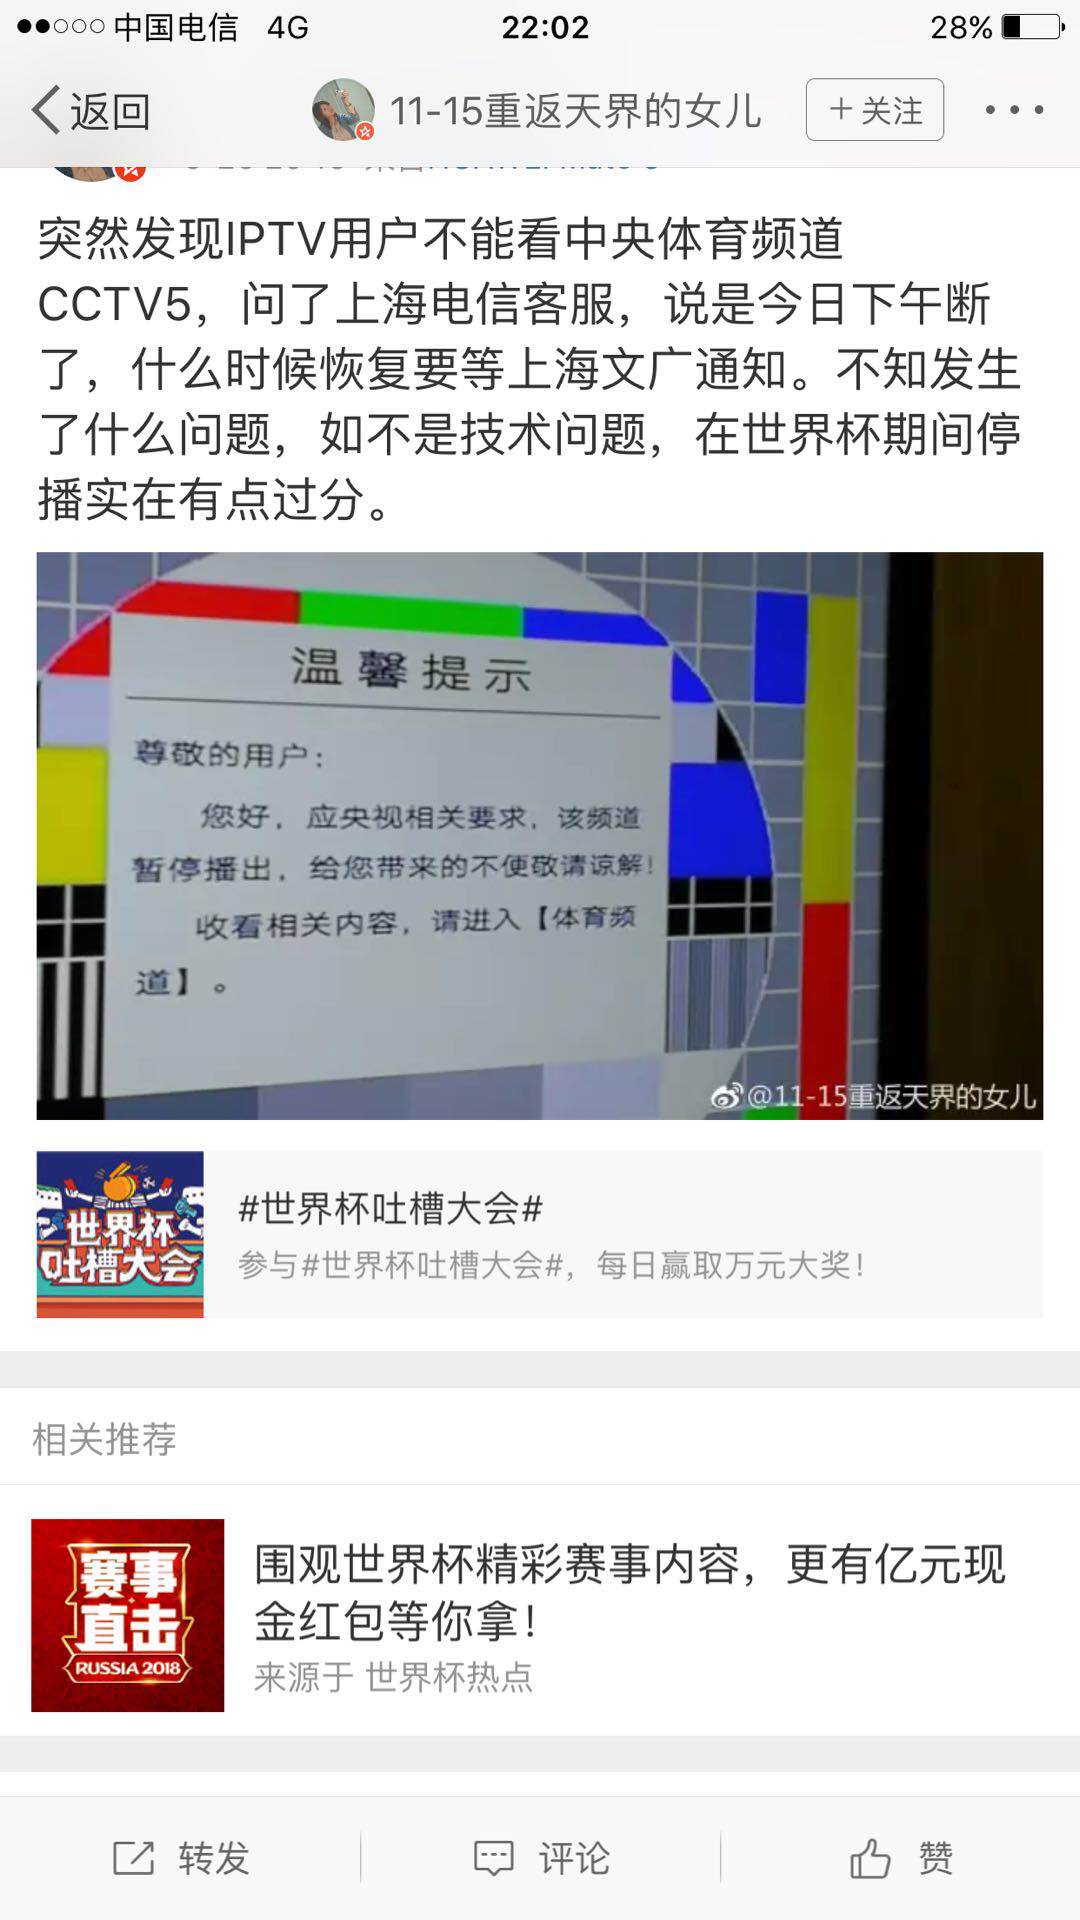 中国电信 4G 22:02 28%
返回 11-15重返天界的女儿 +关注
突然发现IPTV用户不能看中央体育频道
CCTV5，问了上海电信客服，说是今日下午断
了，什么时候恢复要等上海文广通知。不知发生
了什么问题，如不是技术问题，在世界杯期间停
播实在有点过分。
温馨提示
尊敬的用户：
您好，应央视相关要求，该频道
暂停播出，给您带来的不便敬请谅解！
收看相关内容，请进入【体育频
道】。
@11-15重返天界的女儿
世界杯
吐槽大会
#世界杯吐槽大会#
参与#世界杯吐槽大会#，每日赢取万元大奖！
相关推荐
赛事
直击
RUSSIA 2018
围观世界杯精彩赛事内容，更有亿元现
金红包等你拿！
来源于 世界杯热点
转发 评论 赞